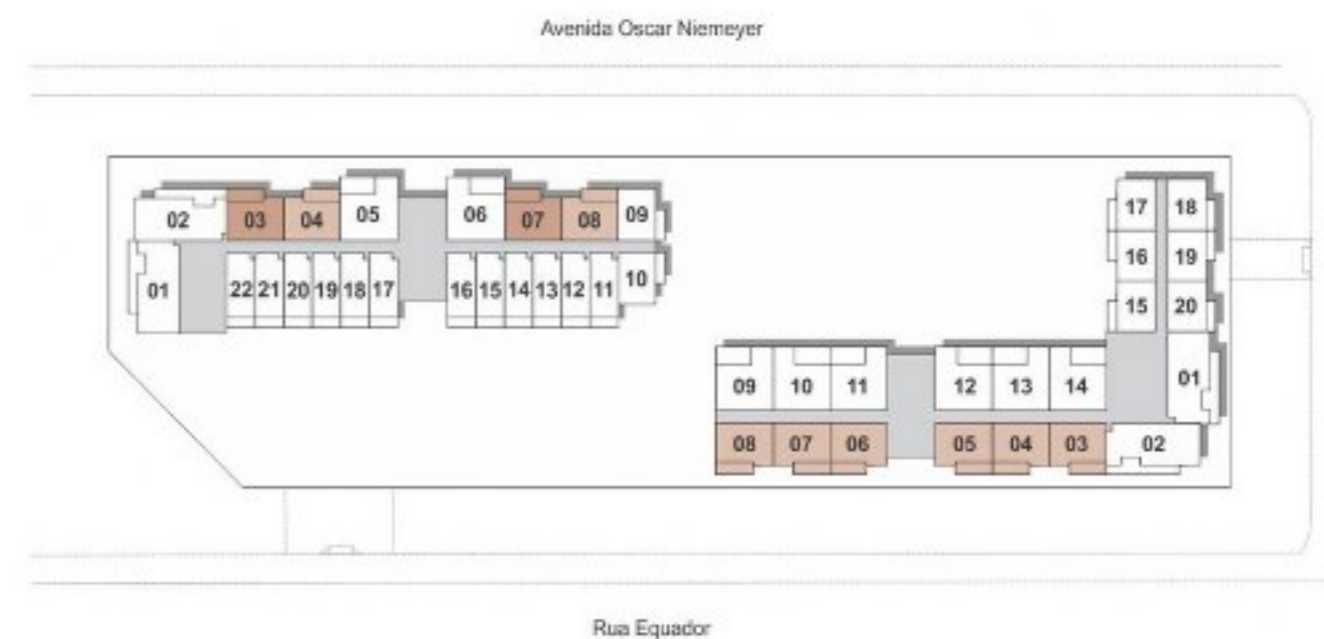 Avenida Oscar Niemeyer
02 03 04 05 06 07 08 09
01 22 21 20 19 18 17 16 15 14 13 12 11 10
17 18
16 19
15 20
09 10 11 12 13 14 01
08 07 06 05 04 03 02
Rua Equador